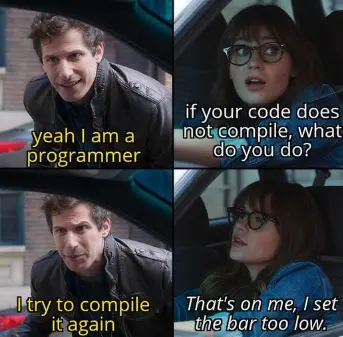 yeah I am a
programmer
if your code does
not compile, what
do you do?
I try to compile
it again
That's on me, I set
the bar too low.